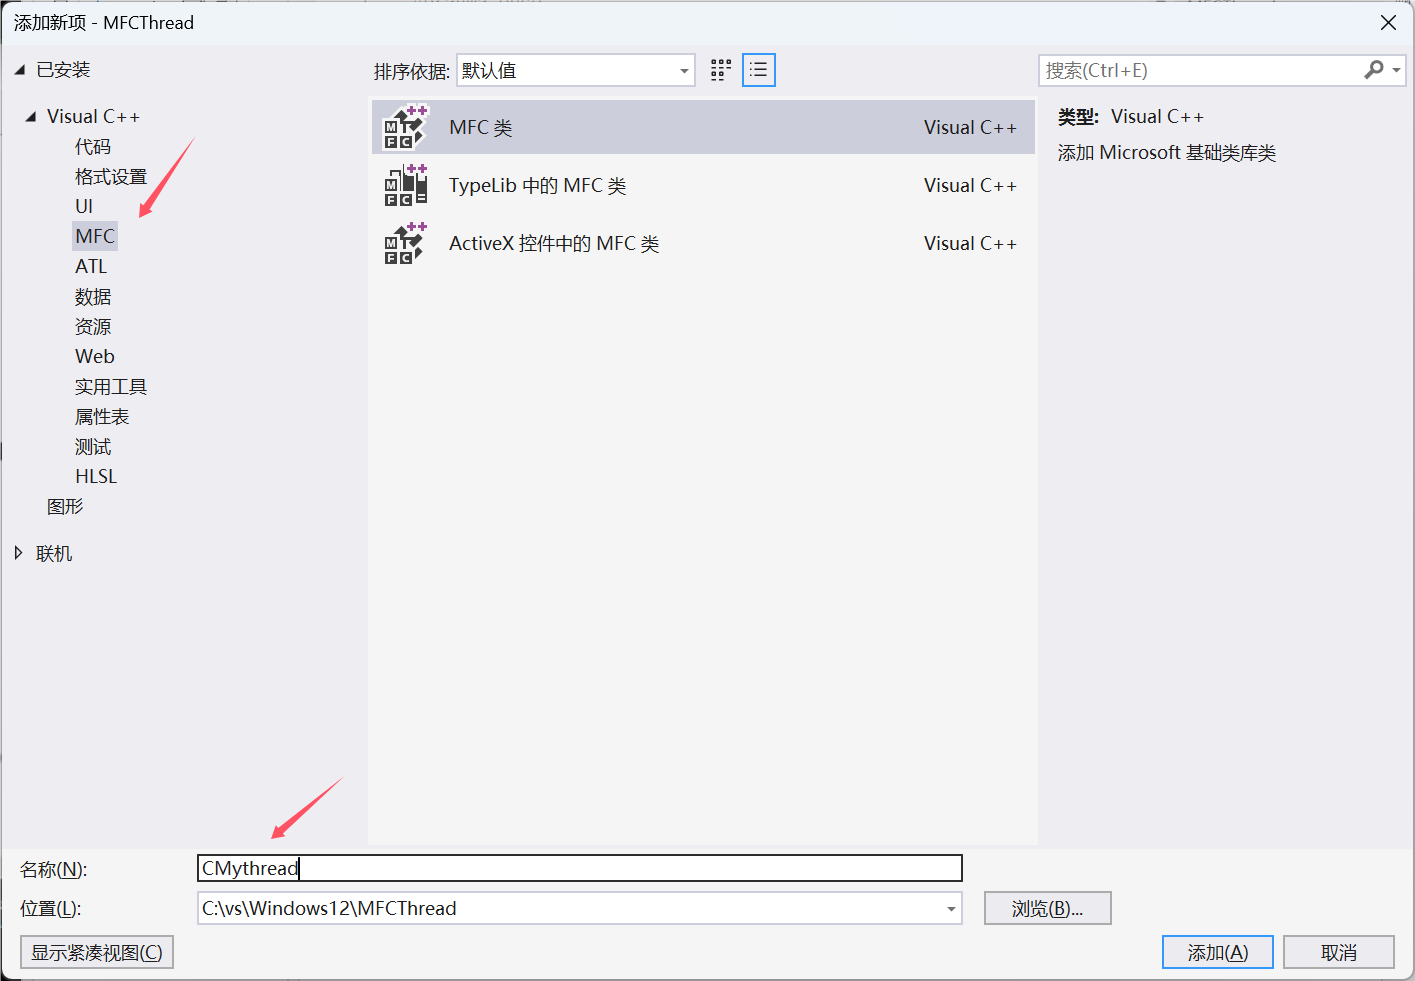 添加新项 - MFCThread
已安装
Visual C++
代码
格式设置
UI
MFC
ATL
数据
资源
Web
实用工具
属性表
测试
HLSL
图形
联机
排序依据: 默认值
MFC 类 Visual C++
TypeLib 中的 MFC 类 Visual C++
ActiveX 控件中的 MFC 类 Visual C++
搜索(Ctrl+E)
类型: Visual C++
添加 Microsoft 基础类库类
名称(N): CMythread
位置(L): C:\vs\Windows12\MFCThread 浏览(B)...
显示紧凑视图(C) 添加(A) 取消